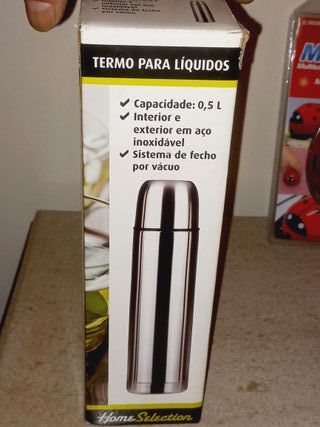 TERMO PARA LÍQUIDOS
✓ Capacidade: 0,5 L
✓ Interior e
exterior em aço
inoxidável
✓ Sistema de fecho
por vácuo
Home Selection